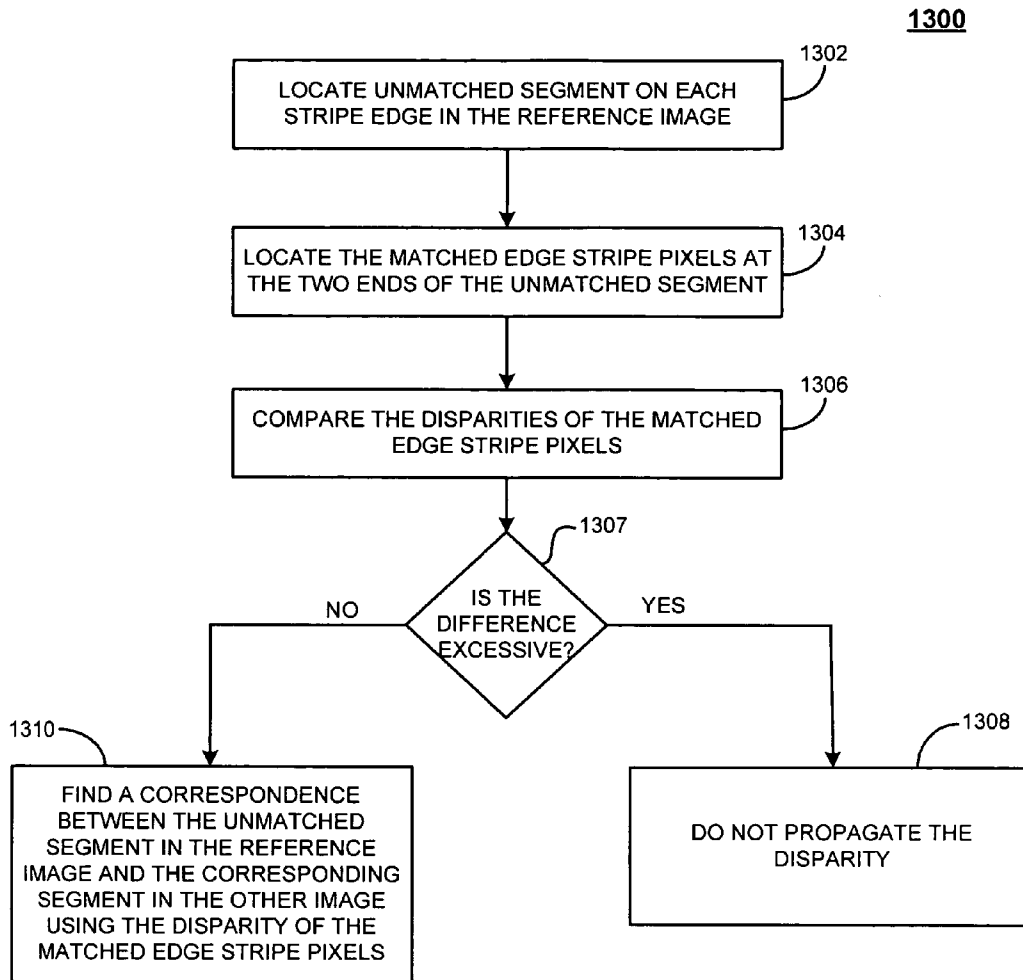 1300
1302
LOCATE UNMATCHED SEGMENT ON EACH
STRIPE EDGE IN THE REFERENCE IMAGE
1304
LOCATE THE MATCHED EDGE STRIPE PIXELS AT
THE TWO ENDS OF THE UNMATCHED SEGMENT
1306
COMPARE THE DISPARITIES OF THE MATCHED
EDGE STRIPE PIXELS
1307
IS THE
DIFFERENCE
EXCESSIVE?
NO
YES
1310
FIND A CORRESPONDENCE
BETWEEN THE UNMATCHED
SEGMENT IN THE REFERENCE
IMAGE AND THE CORRESPONDING
SEGMENT IN THE OTHER IMAGE
USING THE DISPARITY OF THE
MATCHED EDGE STRIPE PIXELS
1308
DO NOT PROPAGATE THE
DISPARITY